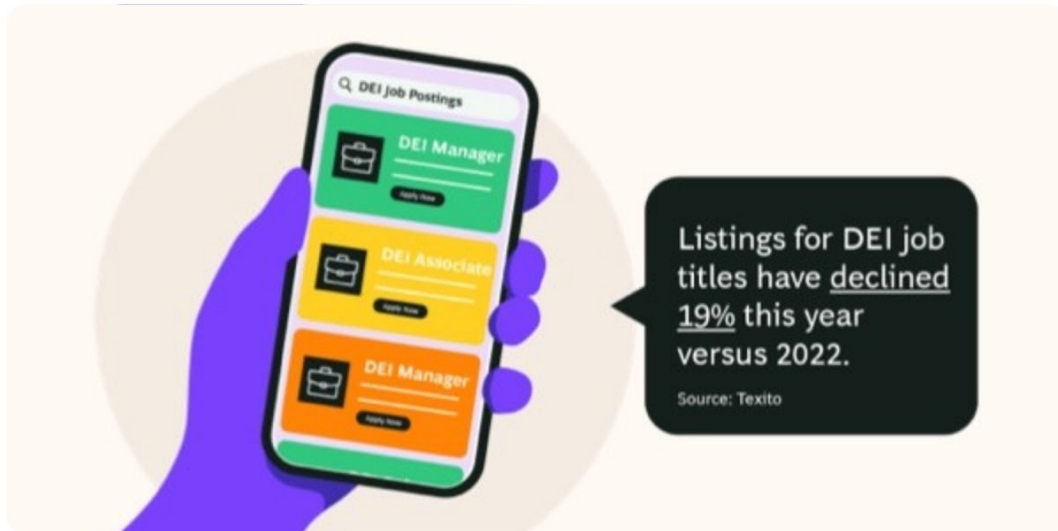 DEI Job Postings
DEI Manager
Apply Now
DEI Associate
Apply Now
DEI Manager
Apply Now
Listings for DEI job
titles have declined
19% this year
versus 2022.
Source: Texito